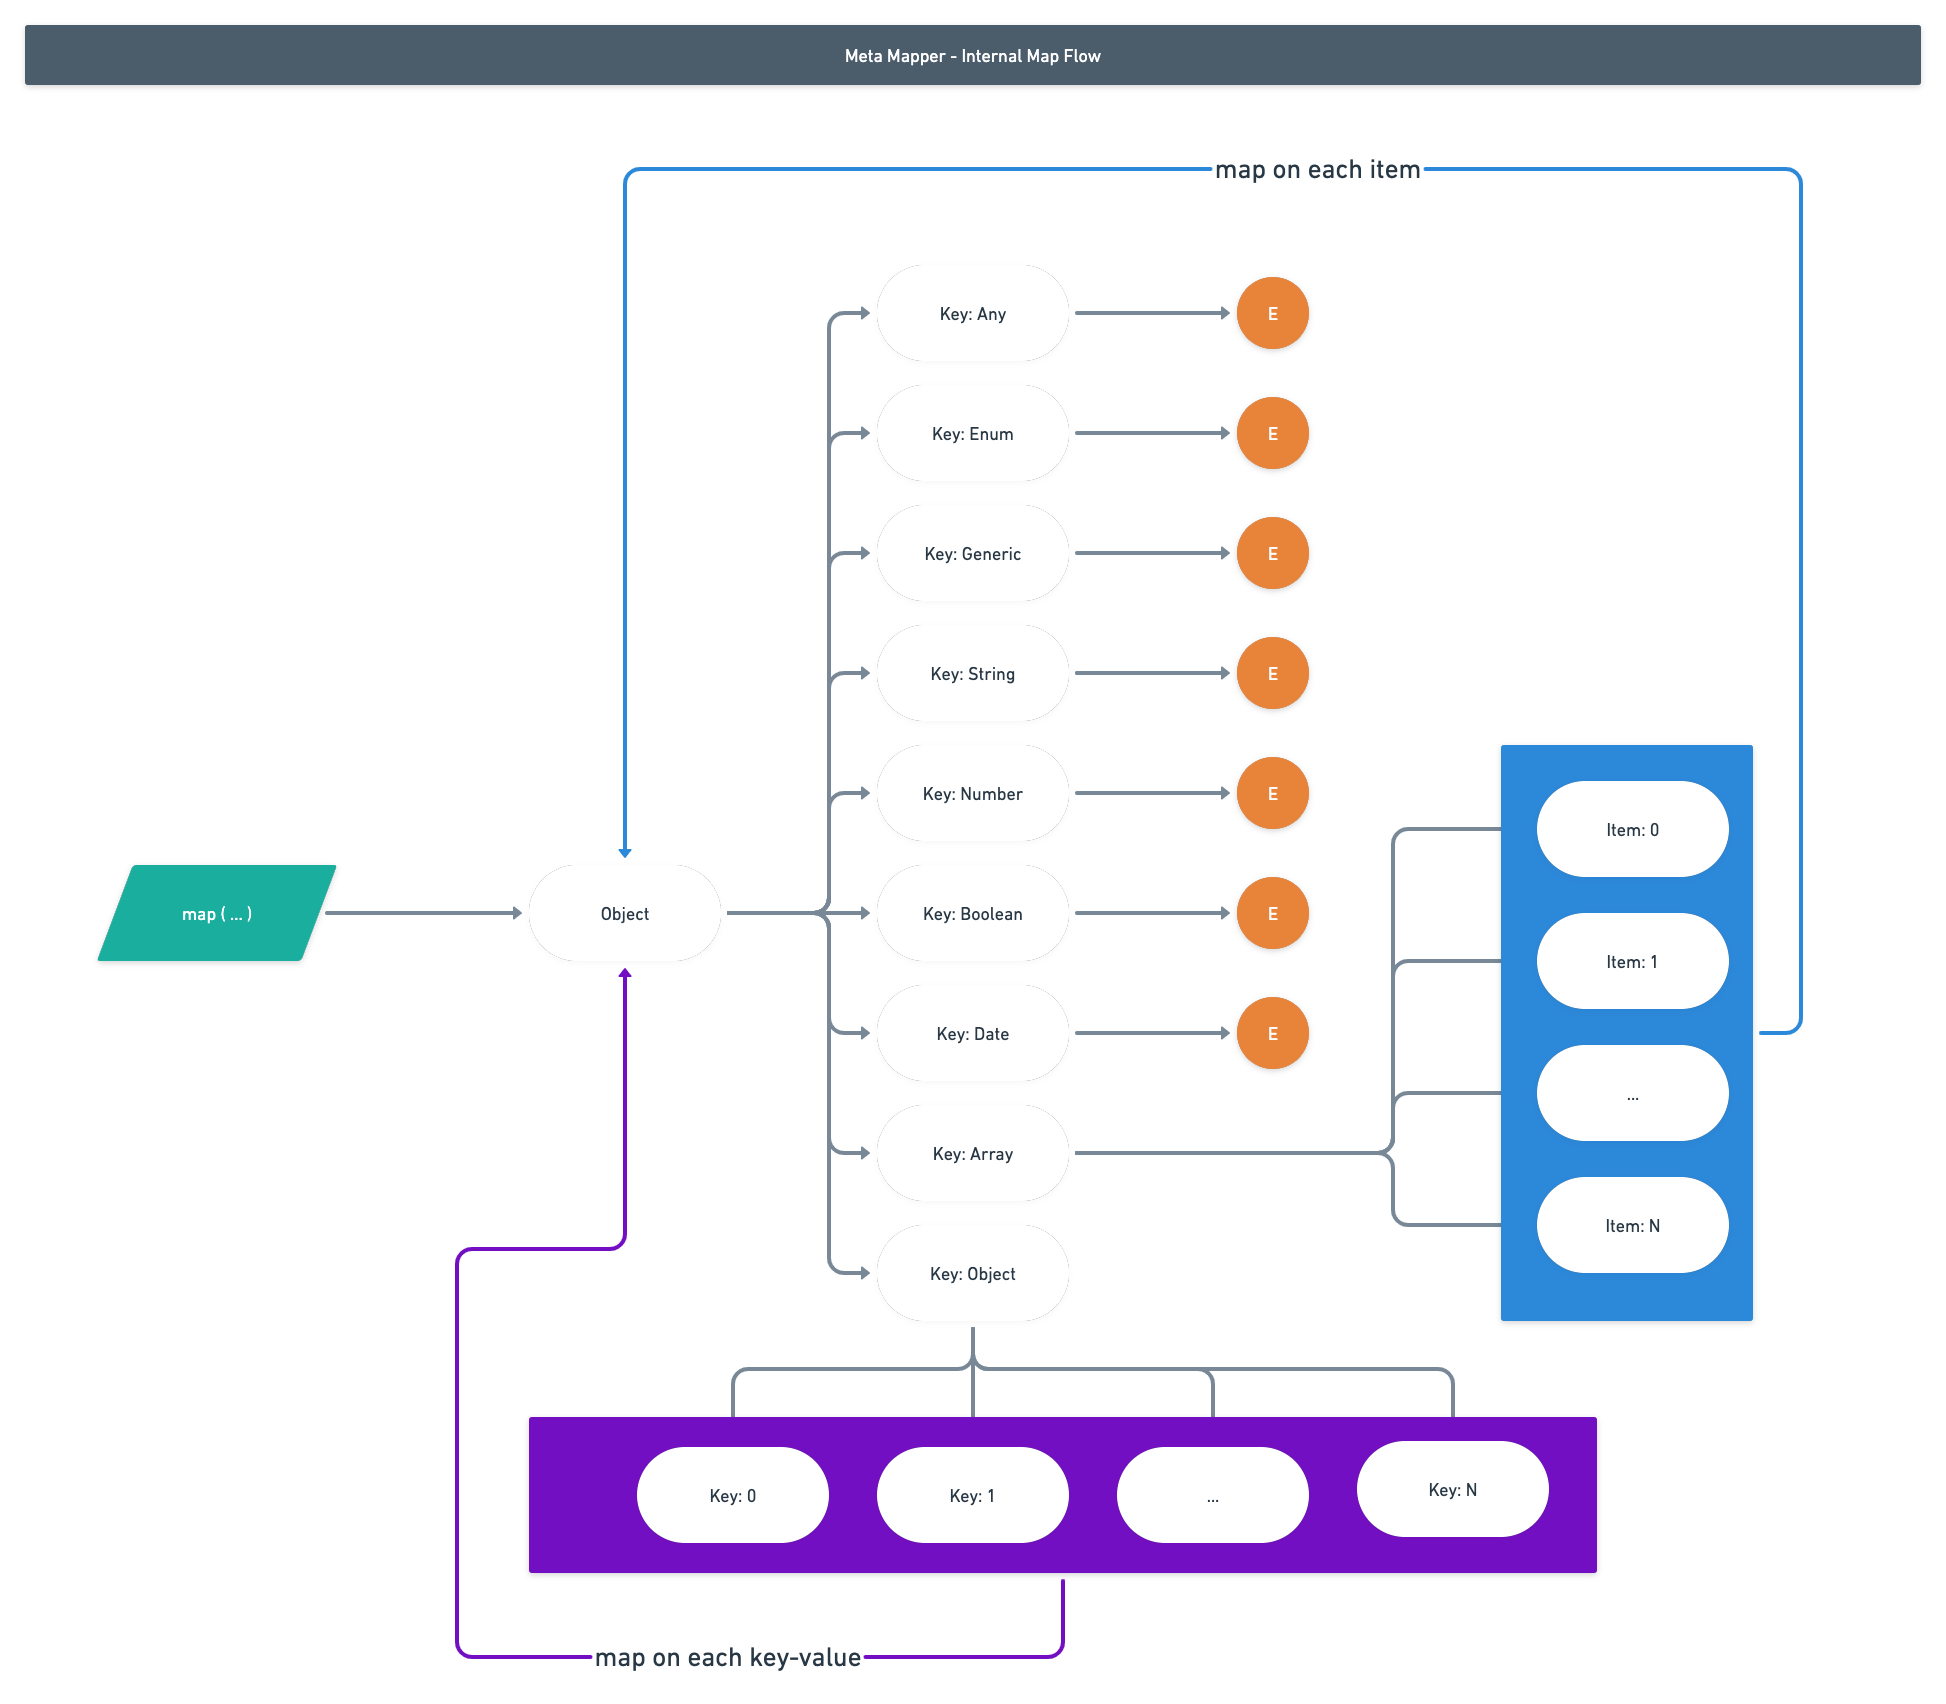 Meta Mapper - Internal Map Flow
map on each item
Key: Any
E
Key: Enum
E
Key: Generic
E
Key: String
E
Key: Number
E
Item: 0
map ( ... )
Object
Key: Boolean
E
Item: 1
Key: Date
E
...
Key: Array
Item: N
Key: Object
Key: 0
Key: 1
...
Key: N
map on each key-value